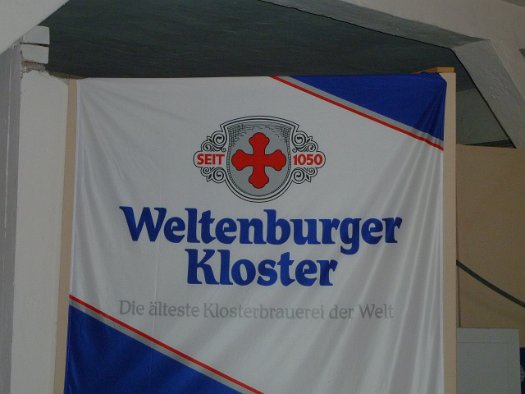 SEIT 1050
Weltenburger
Kloster
Die älteste Klosterbrauerei der Welt